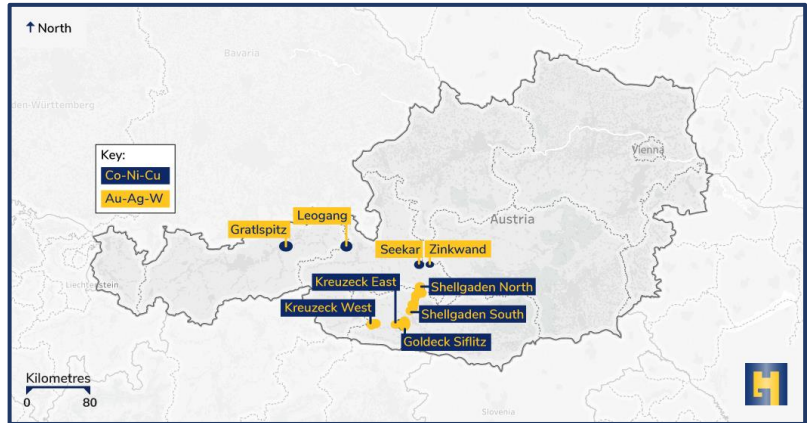 ↑ North
Bavaria
den-Württemberg
Key:
Co-Ni-Cu
Au-Ag-W
Vienna
Leogang
Gratlspitz
Austria
Seekar
Zinkwand
Kreuzeck East
Shellgaden North
Liechtenstein
Kreuzeck West
Shellgaden South
Goldeck Siflitz
Kilometres
0 80
Slovenia